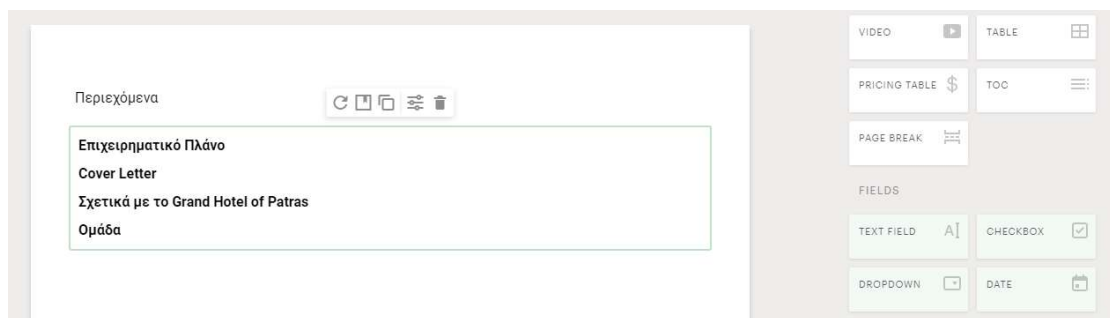 VIDEO
TABLE
Περιεχόμενα
PRICING TABLE
TOC
Επιχειρηματικό Πλάνο
Cover Letter
Σχετικά με το Grand Hotel of Patras
Ομάδα
PAGE BREAK
FIELDS
TEXT FIELD
CHECKBOX
DROPDOWN
DATE